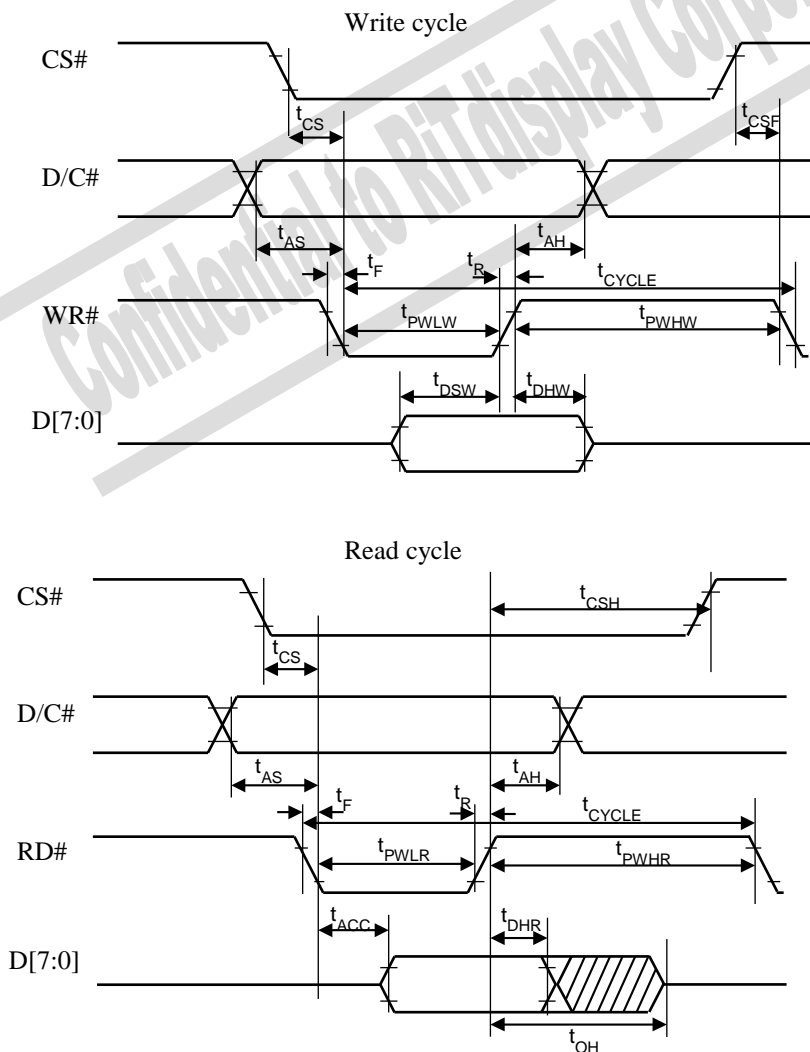 Write cycle
CS#
tCS
tCSF
D/C#
tAS
tF
tR
tAH
tCYCLE
WR#
tPWLW
tPWHW
tDSW
tDHW
D[7:0]
Confidential to RiTdisplay Corpor
Read cycle
CS#
tCSH
tCS
D/C#
tAS
tF
tR
tAH
tCYCLE
RD#
tPWLR
tPWHR
tACC
tDHR
D[7:0]
tOH